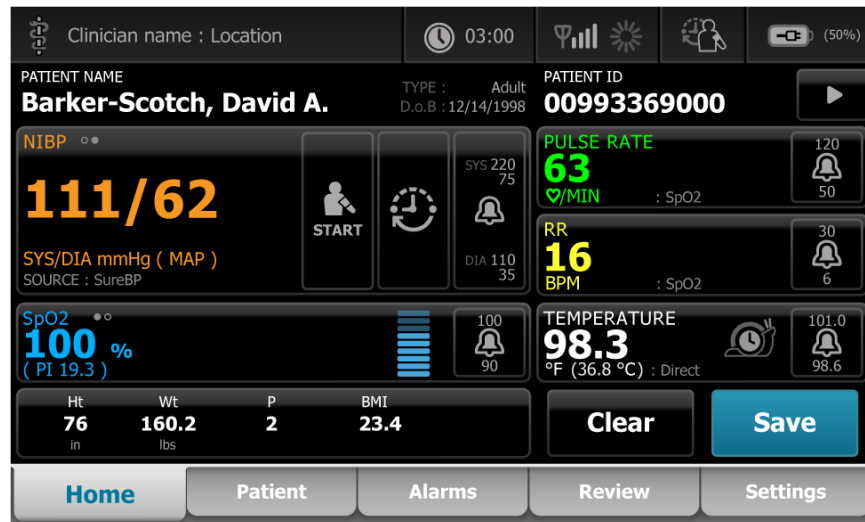 Clinician name : Location
03:00
(50%)
PATIENT NAME
Barker-Scotch, David A.
TYPE : Adult
D.o.B : 12/14/1998
PATIENT ID
00993369000
NIBP
111/62
SYS/DIA mmHg ( MAP )
SOURCE : SureBP
START
SYS 220
75
DIA 110
35
PULSE RATE
63
/MIN : SpO2
120
50
RR
16
BPM : SpO2
30
6
SpO2
100 %
( PI 19.3 )
100
90
TEMPERATURE
98.3
°F (36.8 °C) : Direct
101.0
98.6
Ht Wt P BMI
76 160.2 2 23.4
in lbs
Clear
Save
Home Patient Alarms Review Settings